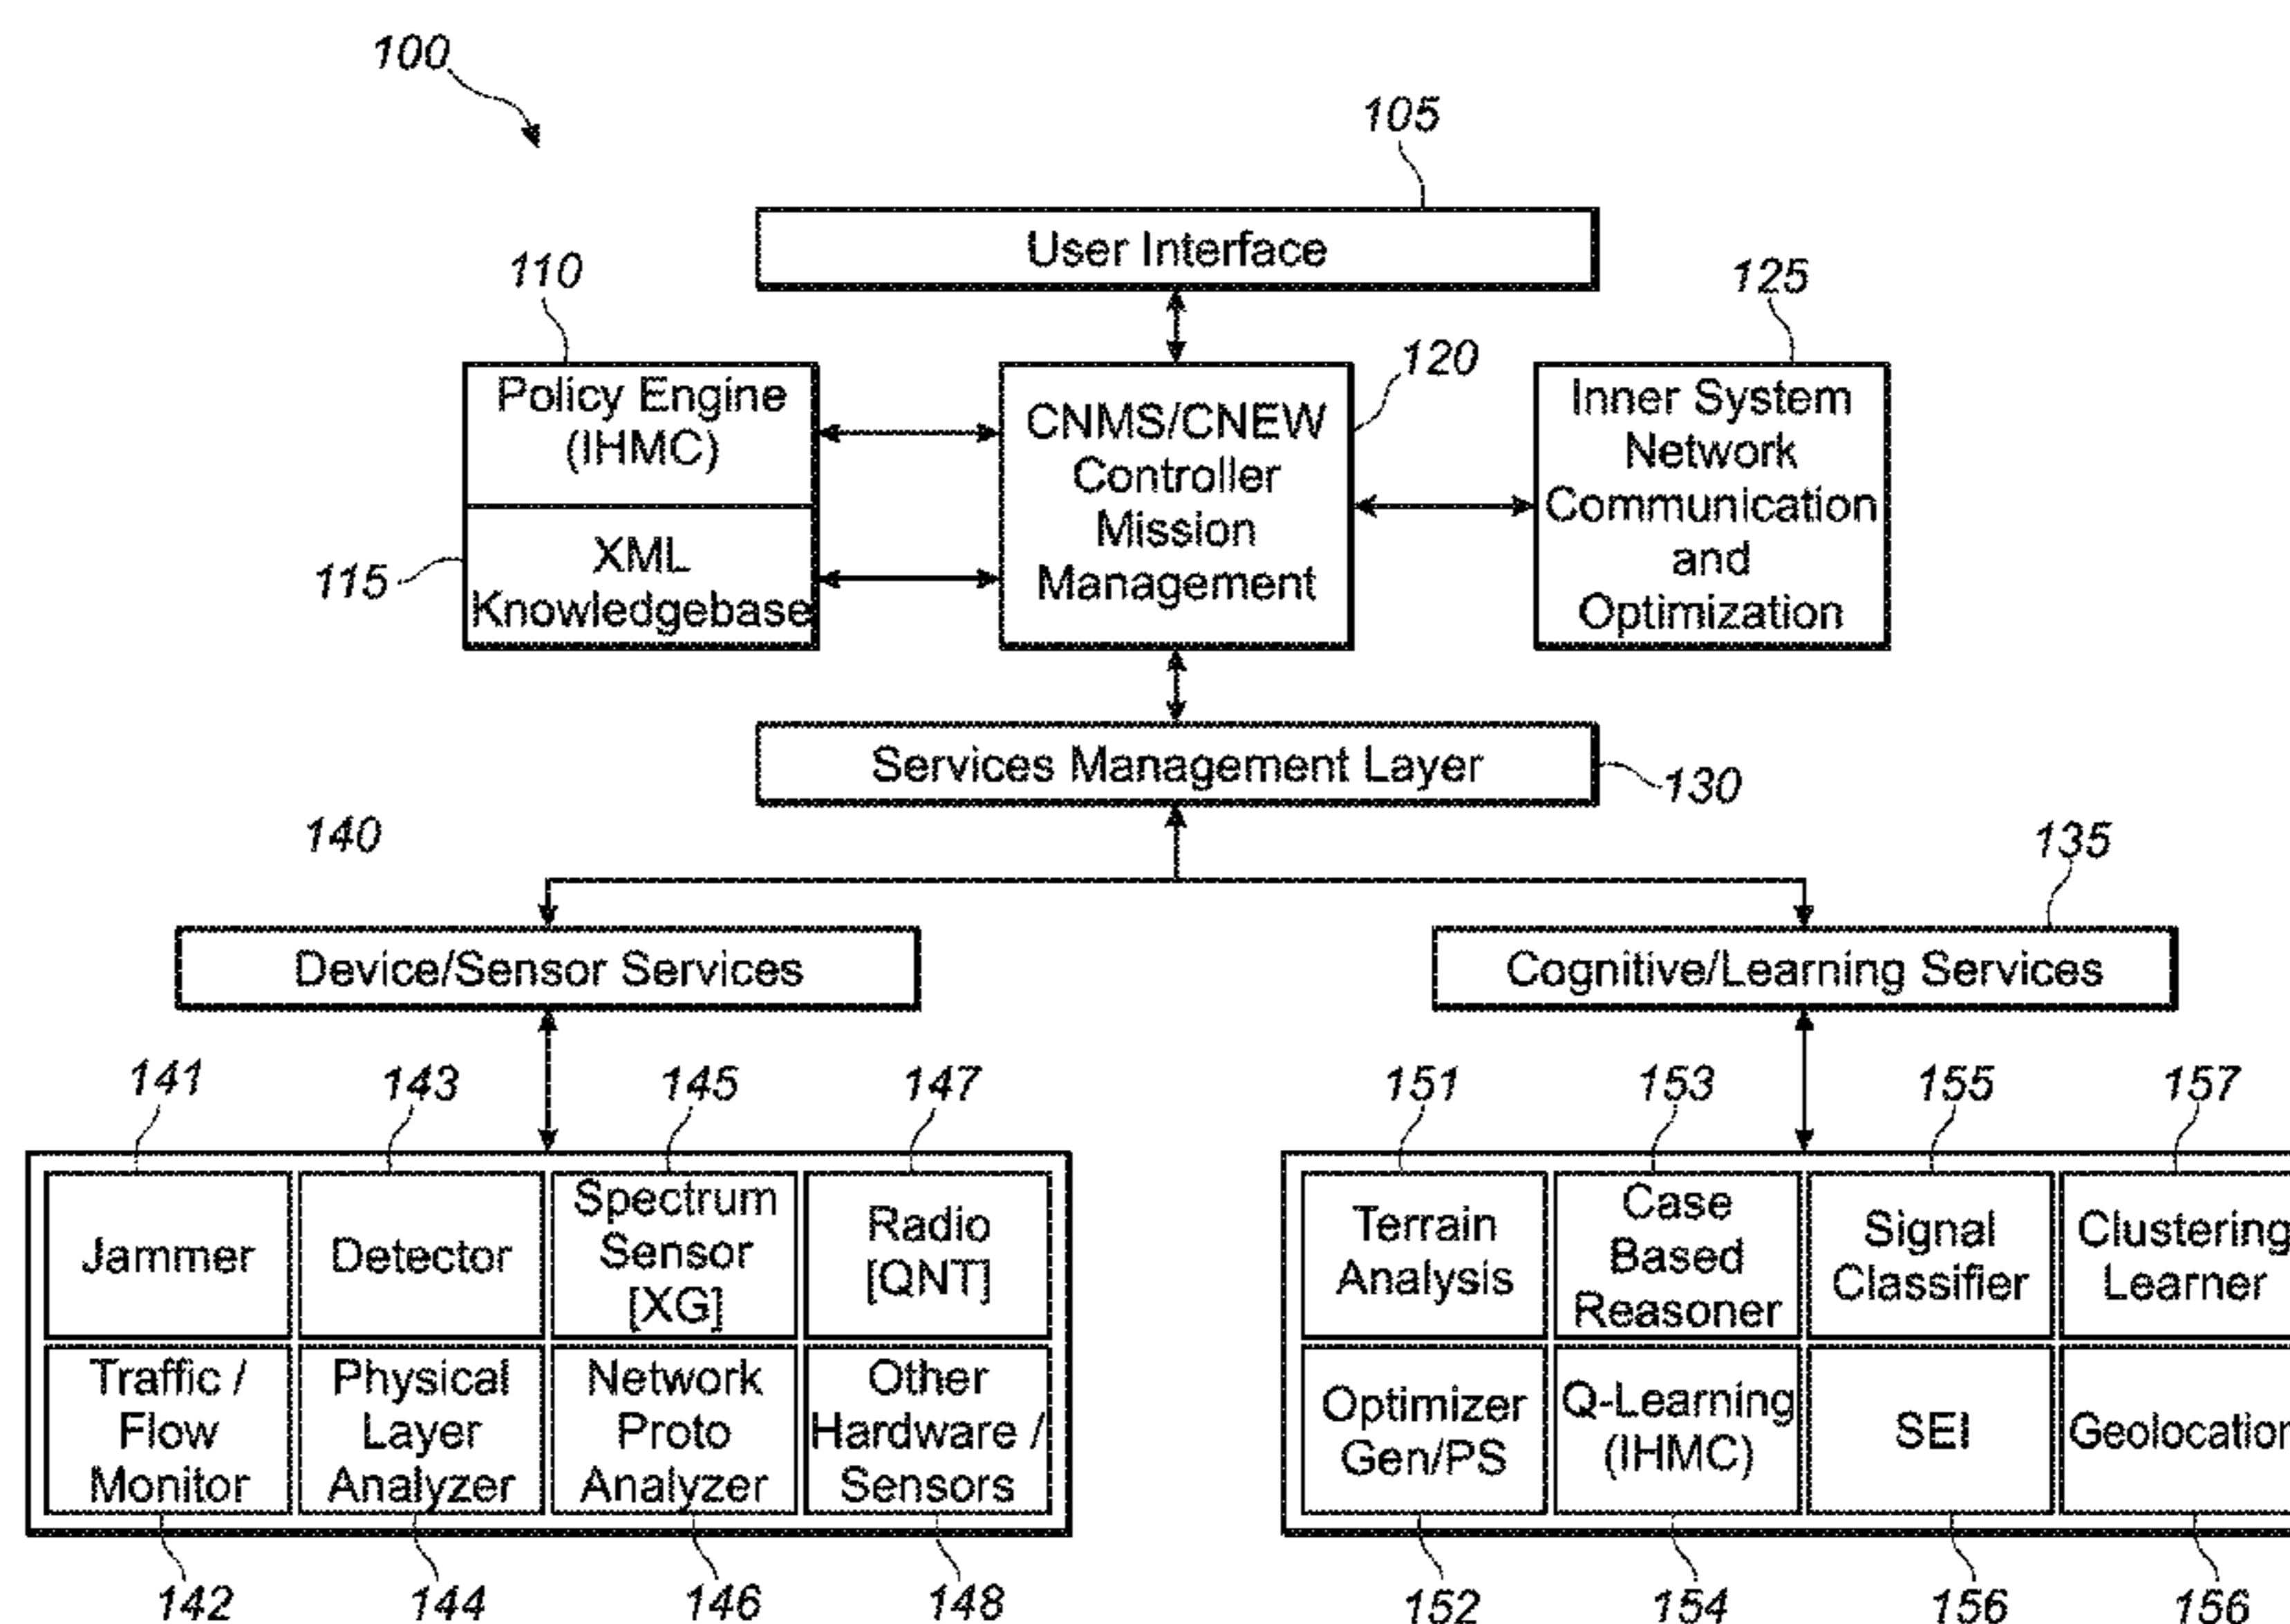 100
105
User Interface
110
125
120
Policy Engine
(IHMC)
CNMS/CNEW
Controller
Mission
Management
Inner System
Network
Communication
and
Optimization
115
XML
Knowledgebase
Services Management Layer
130
140
135
Device/Sensor Services
Cognitive/Learning Services
141
143
145
147
Jammer
Detector
Spectrum
Sensor
[XG]
Radio
[QNT]
Traffic /
Flow
Monitor
Physical
Layer
Analyzer
Network
Proto
Analyzer
Other
Hardware /
Sensors
142
144
146
148
151
153
155
157
Terrain
Analysis
Case
Based
Reasoner
Signal
Classifier
Clustering
Learner
Optimizer
Gen/PS
Q-Learning
(IHMC)
SEI
Geolocation
152
154
156
156